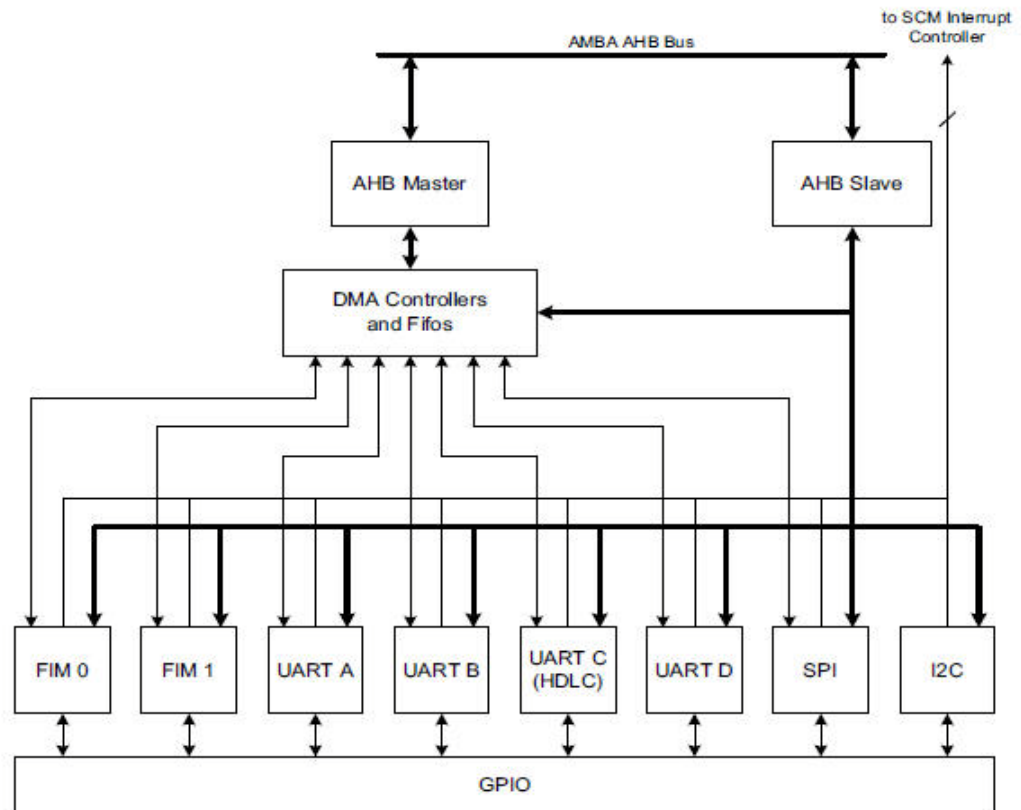 to SCM Interrupt
Controller
AMBA AHB Bus
AHB Master
AHB Slave
DMA Controllers
and Fifos
FIM 0
FIM 1
UART A
UART B
UART C
(HDLC)
UART D
SPI
I2C
GPIO